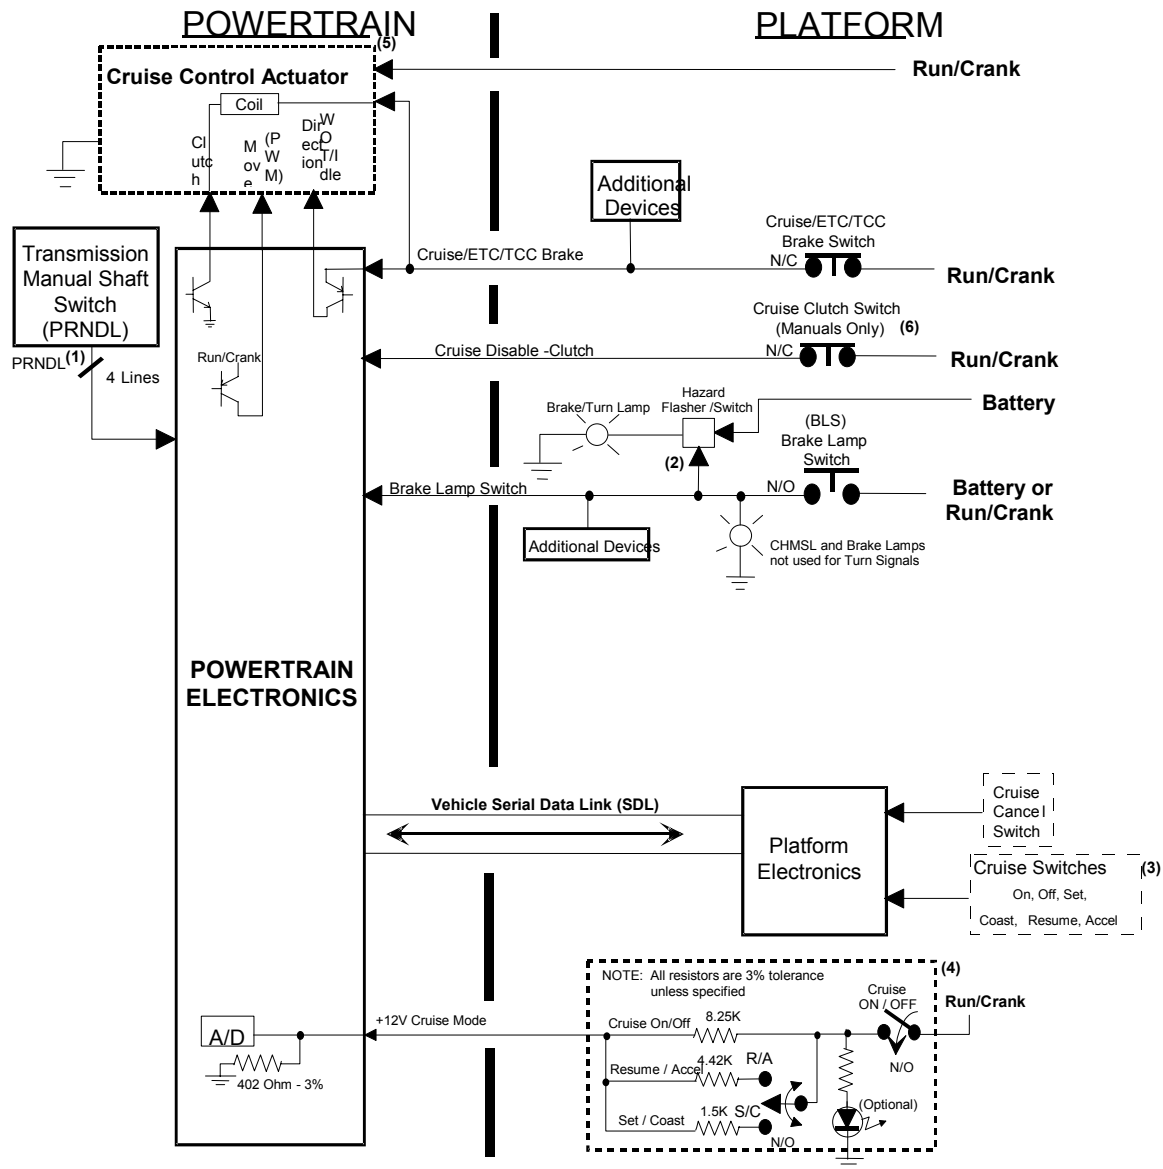 POWERTRAIN
PLATFORM
(5)
Cruise Control Actuator
Run/Crank
Coil
Cl
utc
h
M
ov
e
(P
W
M)
Dir
ect
ion
W
O
T/I
dle
Additional
Devices
Transmission
Manual Shaft
Switch
(PRNDL)
Cruise/ETC/TCC
Brake Switch
Cruise/ETC/TCC Brake
N/C
Run/Crank
Cruise Clutch Switch
(Manuals Only)
(6)
Cruise Disable -Clutch
N/C
Run/Crank
PRNDL
(1)
4 Lines
Run/Crank
Hazard
Flasher /Switch
Brake/Turn Lamp
Battery
(2)
(BLS)
Brake Lamp
Switch
Brake Lamp Switch
N/O
Battery or
Run/Crank
Additional Devices
CHMSL and Brake Lamps
not used for Turn Signals
POWERTRAIN
ELECTRONICS
Vehicle Serial Data Link (SDL)
Platform
Electronics
Cruise
Cancel
Switch
Cruise Switches
(3)
On, Off, Set,
Coast, Resume, Accel
(4)
NOTE: All resistors are 3% tolerance
unless specified
Cruise
ON / OFF
Run/Crank
A/D
+12V Cruise Mode
Cruise On/Off
8.25K
N/O
402 Ohm - 3%
Resume / Accel
4.42K
R/A
Set / Coast
1.5K
S/C
N/O
(Optional)